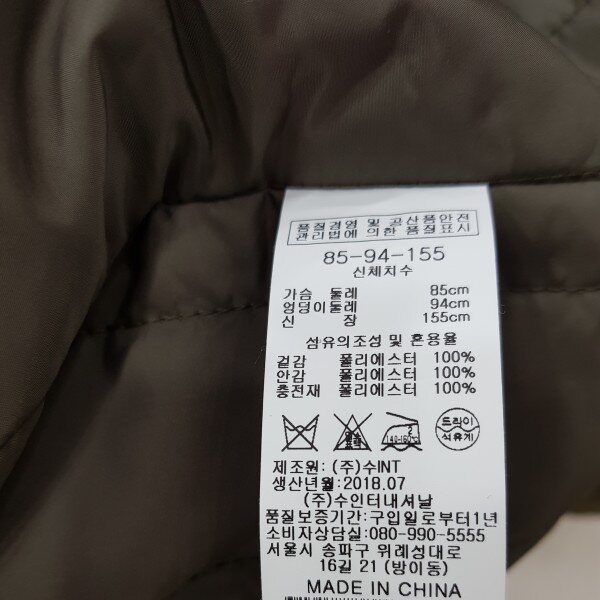 품질경영 및 공산품안전
관리법에 의한 품질표시
85-94-155
신체치수
가슴 둘레 85cm
엉덩이둘레 94cm
신 장 155cm
섬유의조성 및 혼용율
겉감 폴리에스터 100%
안감 폴리에스터 100%
충전재 폴리에스터 100%
140~160℃
드라이
석유계
제조원: (주)수INT
생산년월:2018.07
(주)수인터내셔날
품질보증기간:구입일로부터1년
소비자상담실:080-990-5555
서울시 송파구 위례성대로
16길 21 (방이동)
MADE IN CHINA